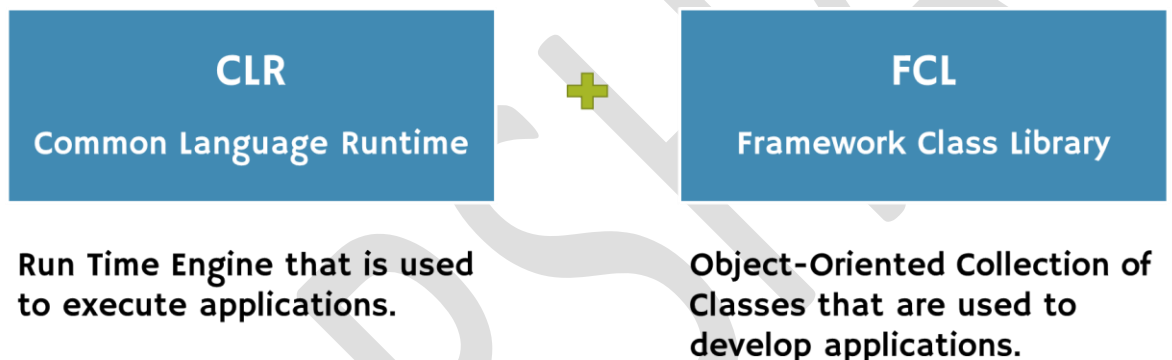 CLR
Common Language Runtime
Run Time Engine that is used
to execute applications.
FCL
Framework Class Library
Object-Oriented Collection of
Classes that are used to
develop applications.